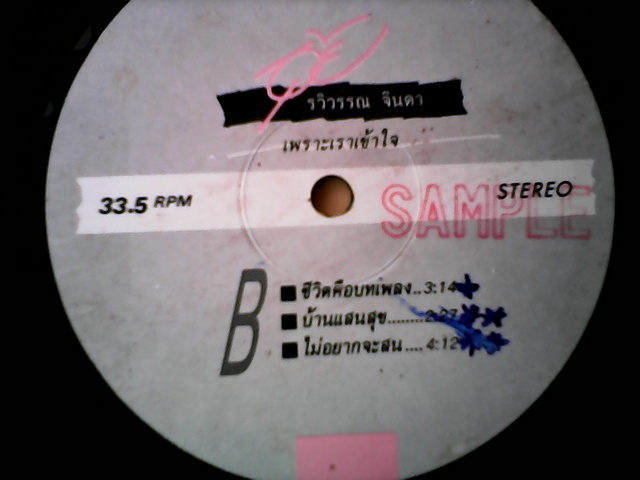 รวิวรรณ จินดา
เพราะเราเข้าใจ
33.5 RPM
STEREO
SAMPLE
B
ชีวิตคือบทเพลง..3:14
บ้านแสนสุข........2:27
ไม่อยากจะสน....4:12